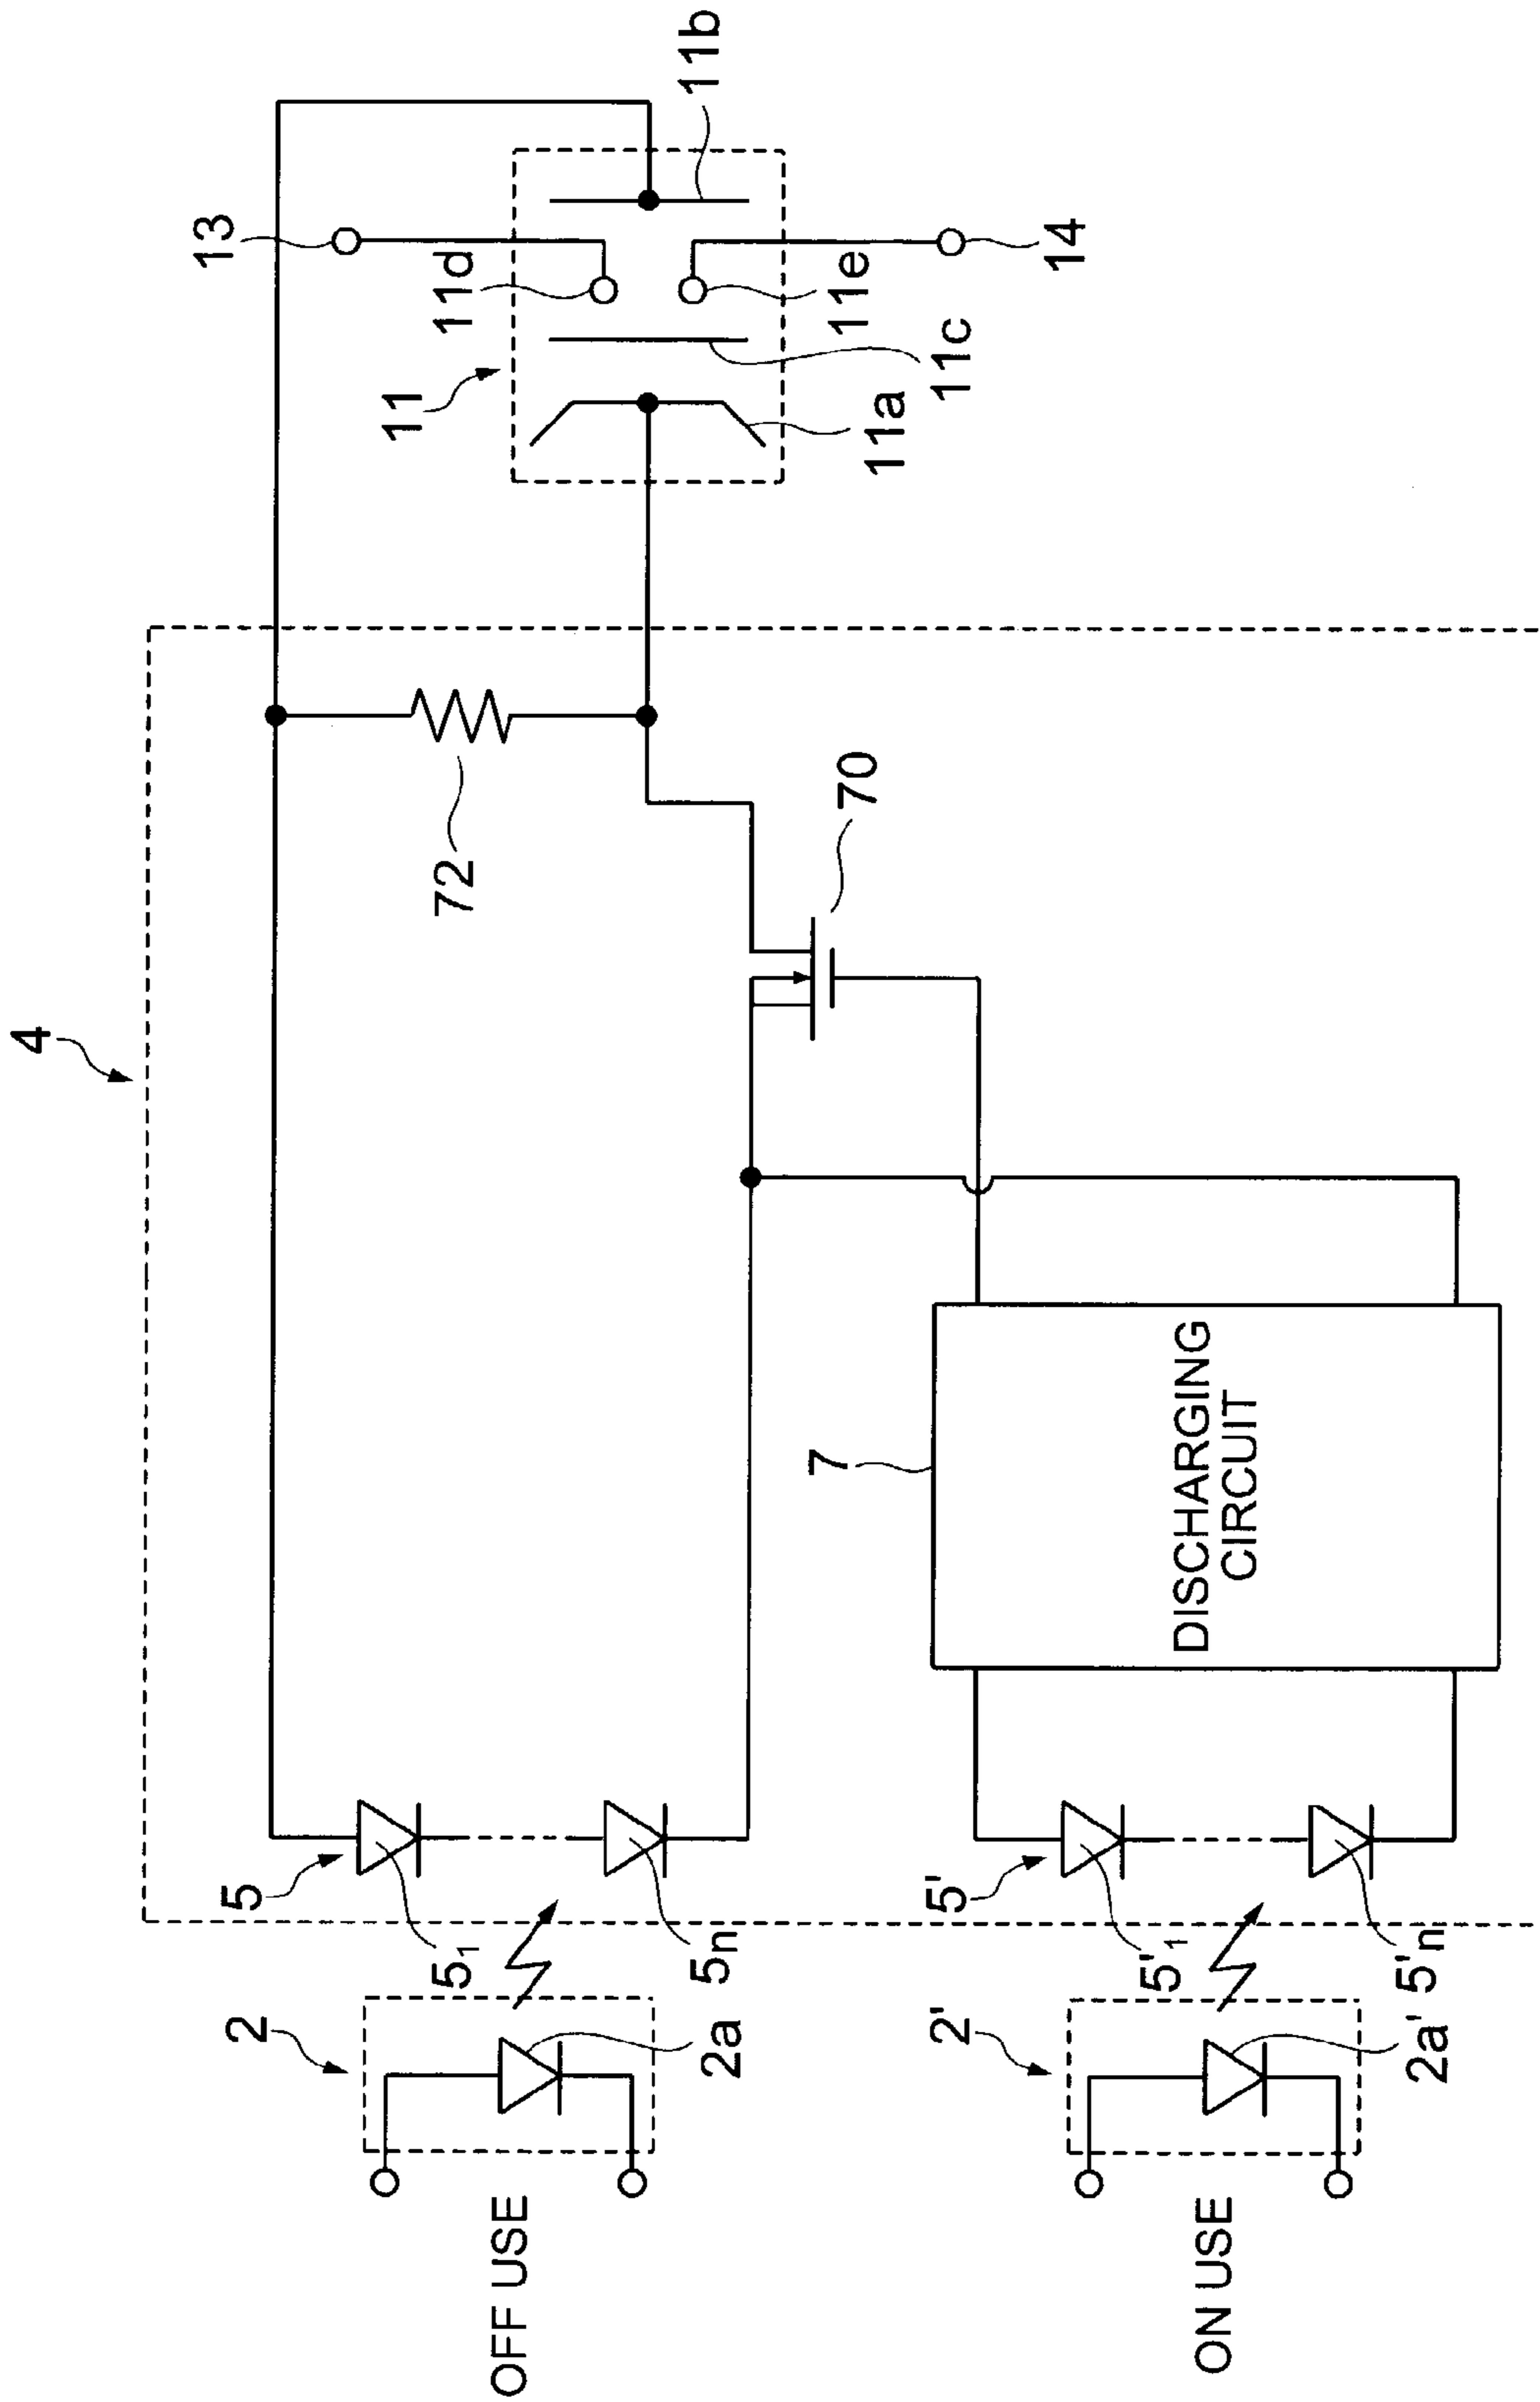 4
13
11b
11
11d
11e
14
11c
11a
72
70
5
5₁
5n
2
2a
OFF USE
7
DISCHARGING
CIRCUIT
5'
5'₁
5'n
2'
2a'
ON USE